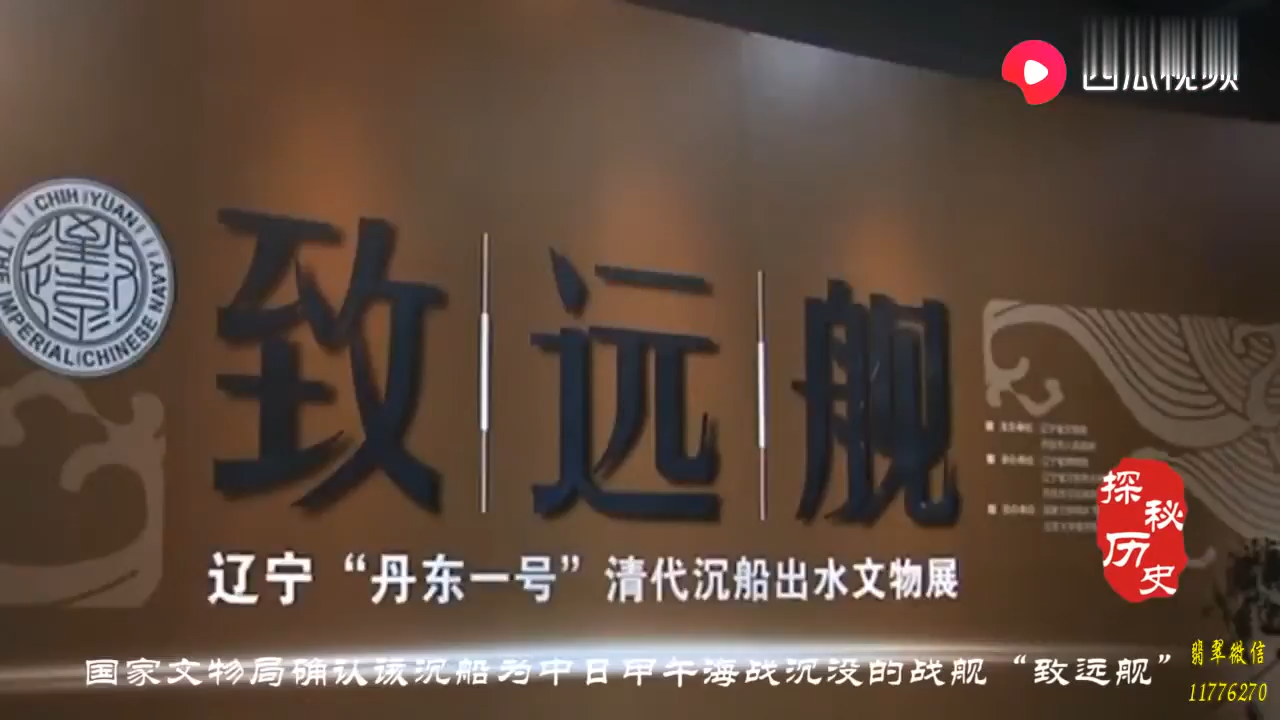 西瓜视频
CHIH YUAN
THE IMPERIAL CHINESE NAVY
致远舰
辽宁“丹东一号”清代沉船出水文物展
探秘历史
国家文物局确认该沉船为中日甲午海战沉没的战舰“致远舰”
翡翠微信
11776270